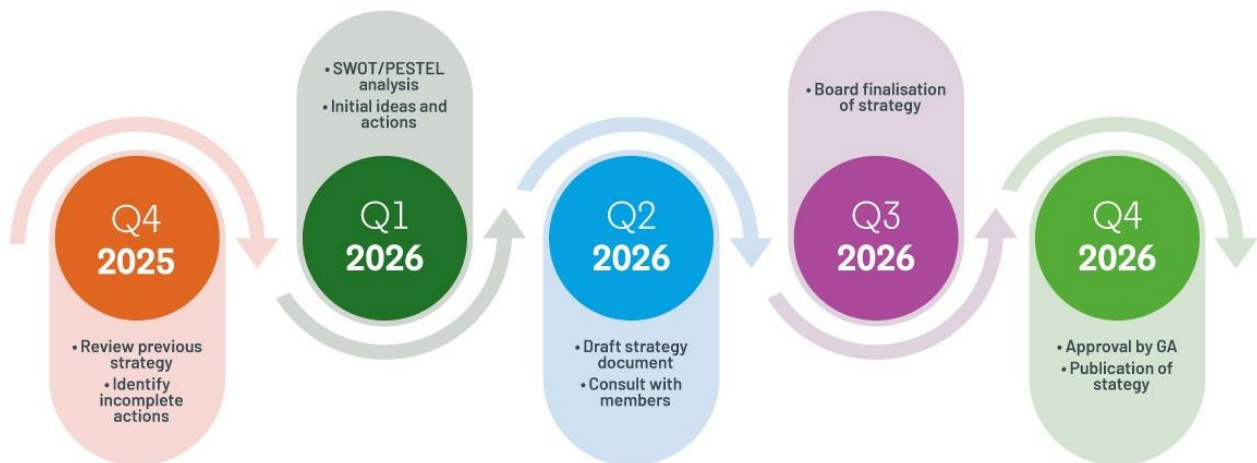 Q4
2025
• Review previous
strategy
• Identify
incomplete
actions
• SWOT/PESTEL
analysis
• Initial ideas and
actions
Q1
2026
Q2
2026
• Draft strategy
document
• Consult with
members
• Board finalisation
of strategy
Q3
2026
Q4
2026
• Approval by GA
• Publication of
stategy